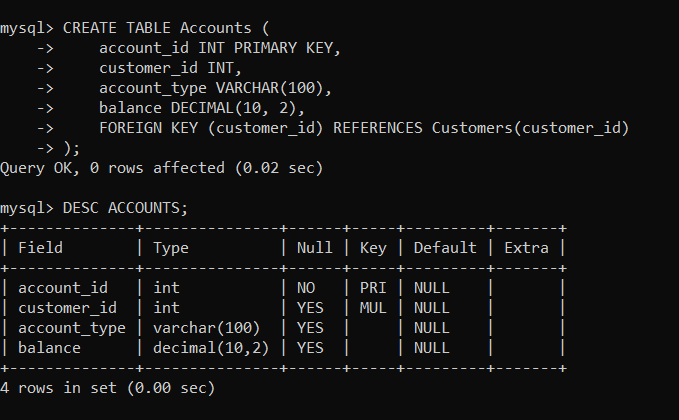 mysql> CREATE TABLE Accounts (
    ->     account_id INT PRIMARY KEY,
    ->     customer_id INT,
    ->     account_type VARCHAR(100),
    ->     balance DECIMAL(10, 2),
    ->     FOREIGN KEY (customer_id) REFERENCES Customers(customer_id)
    -> );
Query OK, 0 rows affected (0.02 sec)

mysql> DESC ACCOUNTS;
+--------------+---------------+------+-----+---------+-------+
| Field        | Type          | Null | Key | Default | Extra |
+--------------+---------------+------+-----+---------+-------+
| account_id   | int           | NO   | PRI | NULL    |       |
| customer_id  | int           | YES  | MUL | NULL    |       |
| account_type | varchar(100)  | YES  |     | NULL    |       |
| balance      | decimal(10,2) | YES  |     | NULL    |       |
+--------------+---------------+------+-----+---------+-------+
4 rows in set (0.00 sec)